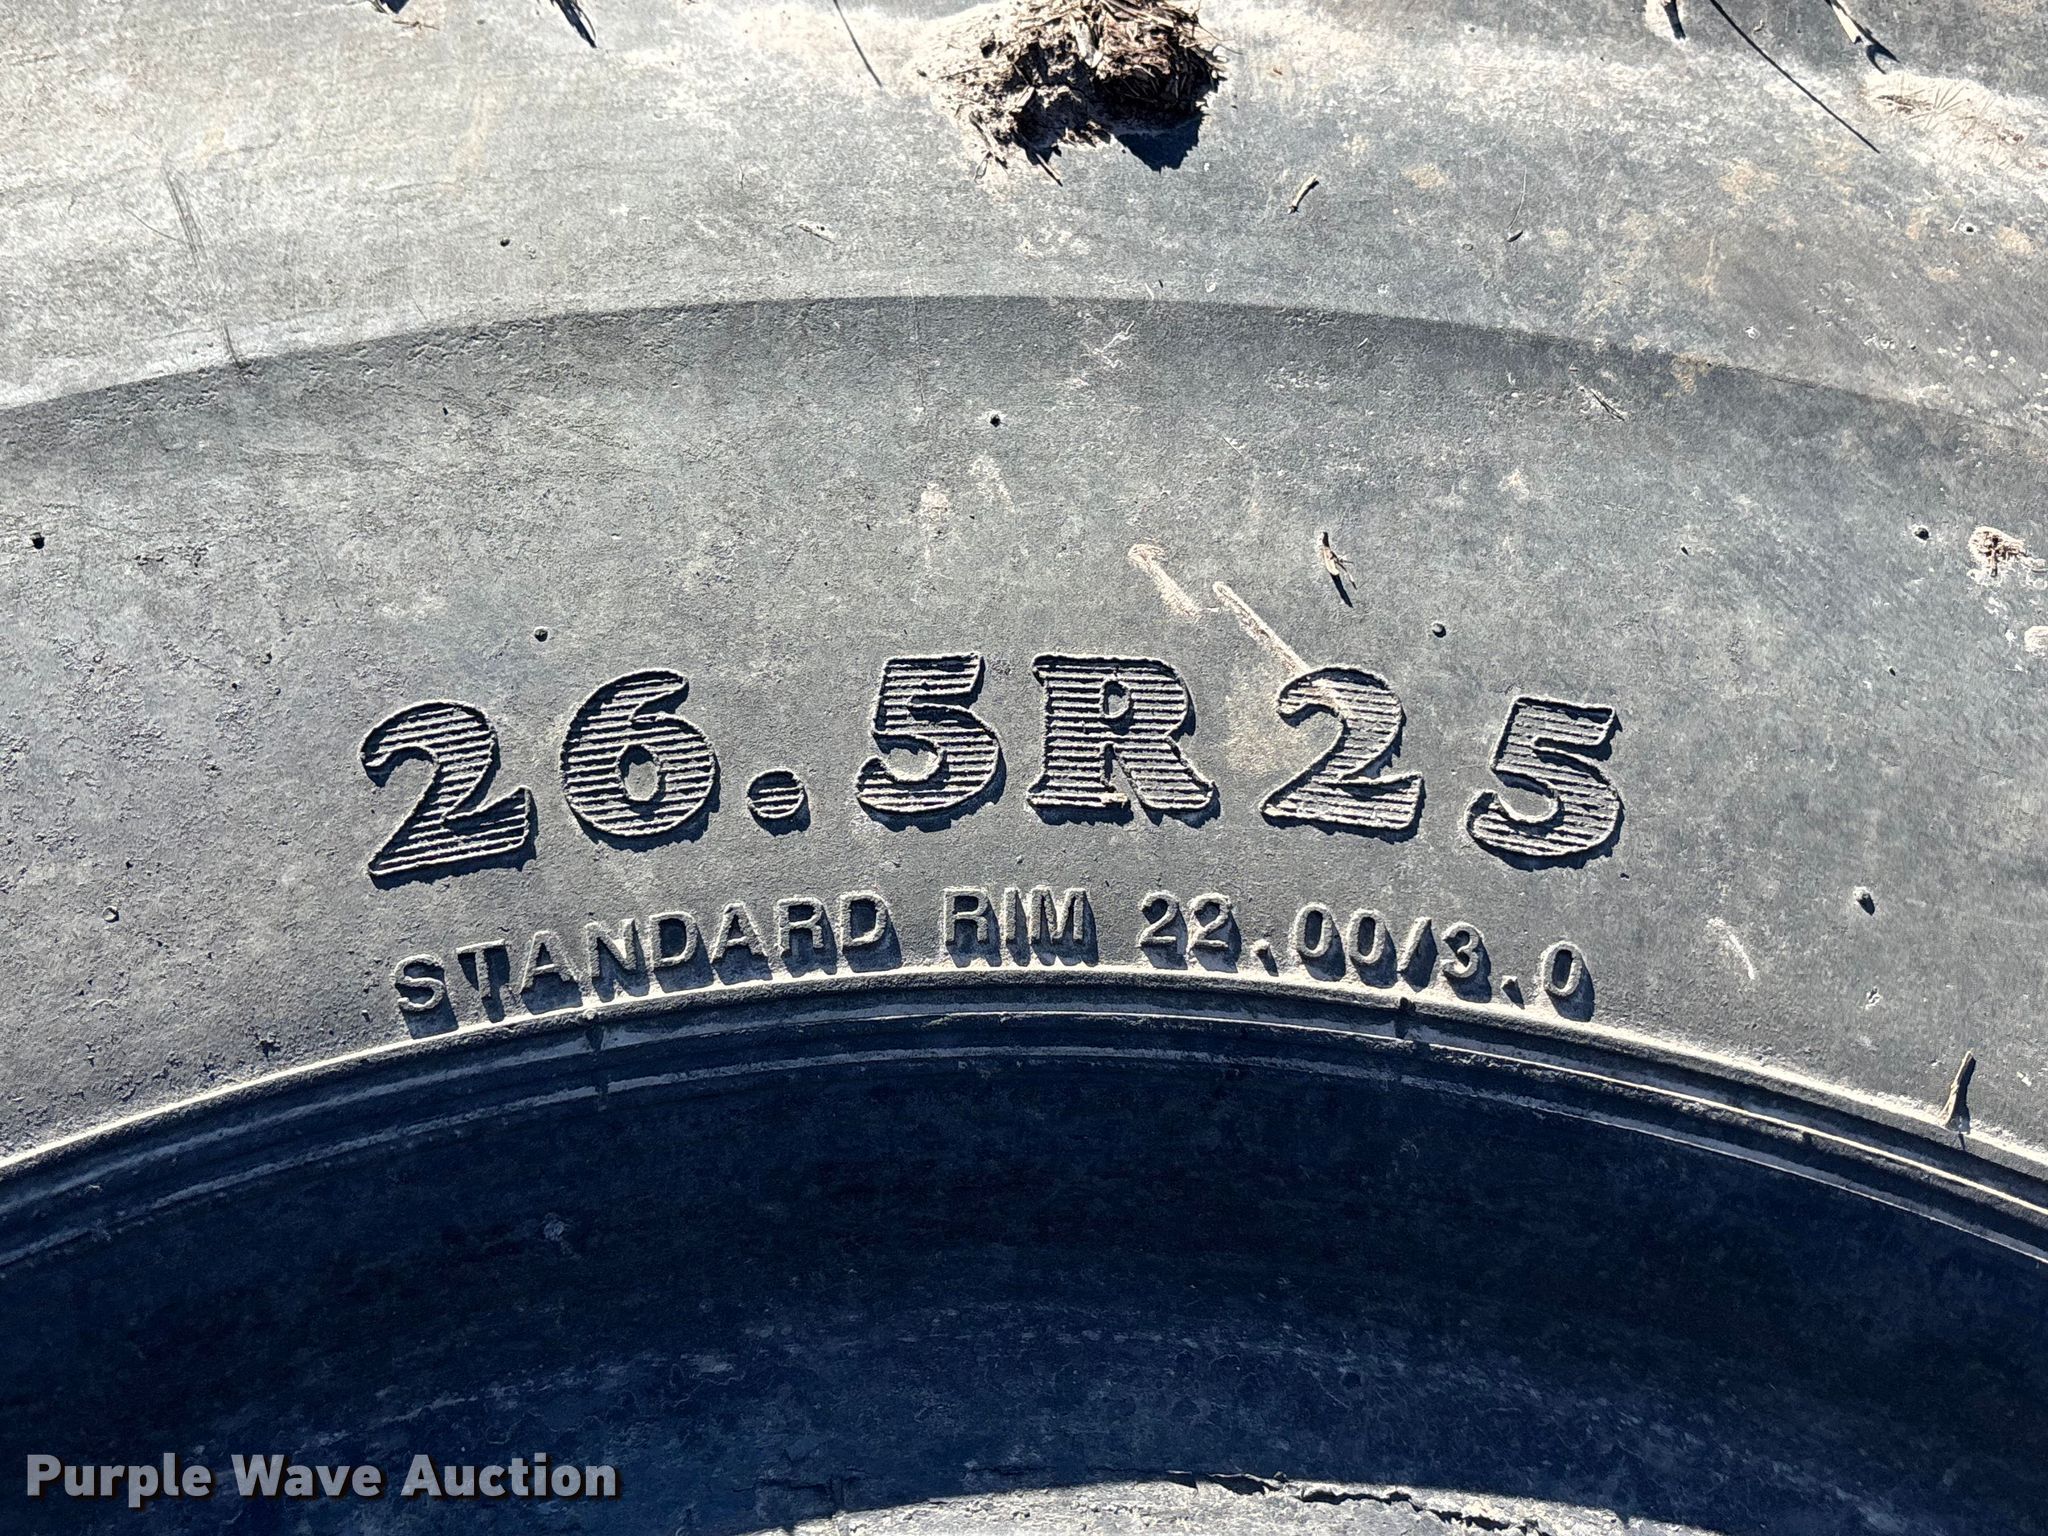 26.5R25
STANDARD RIM 22.00/3.0
Purple Wave Auction